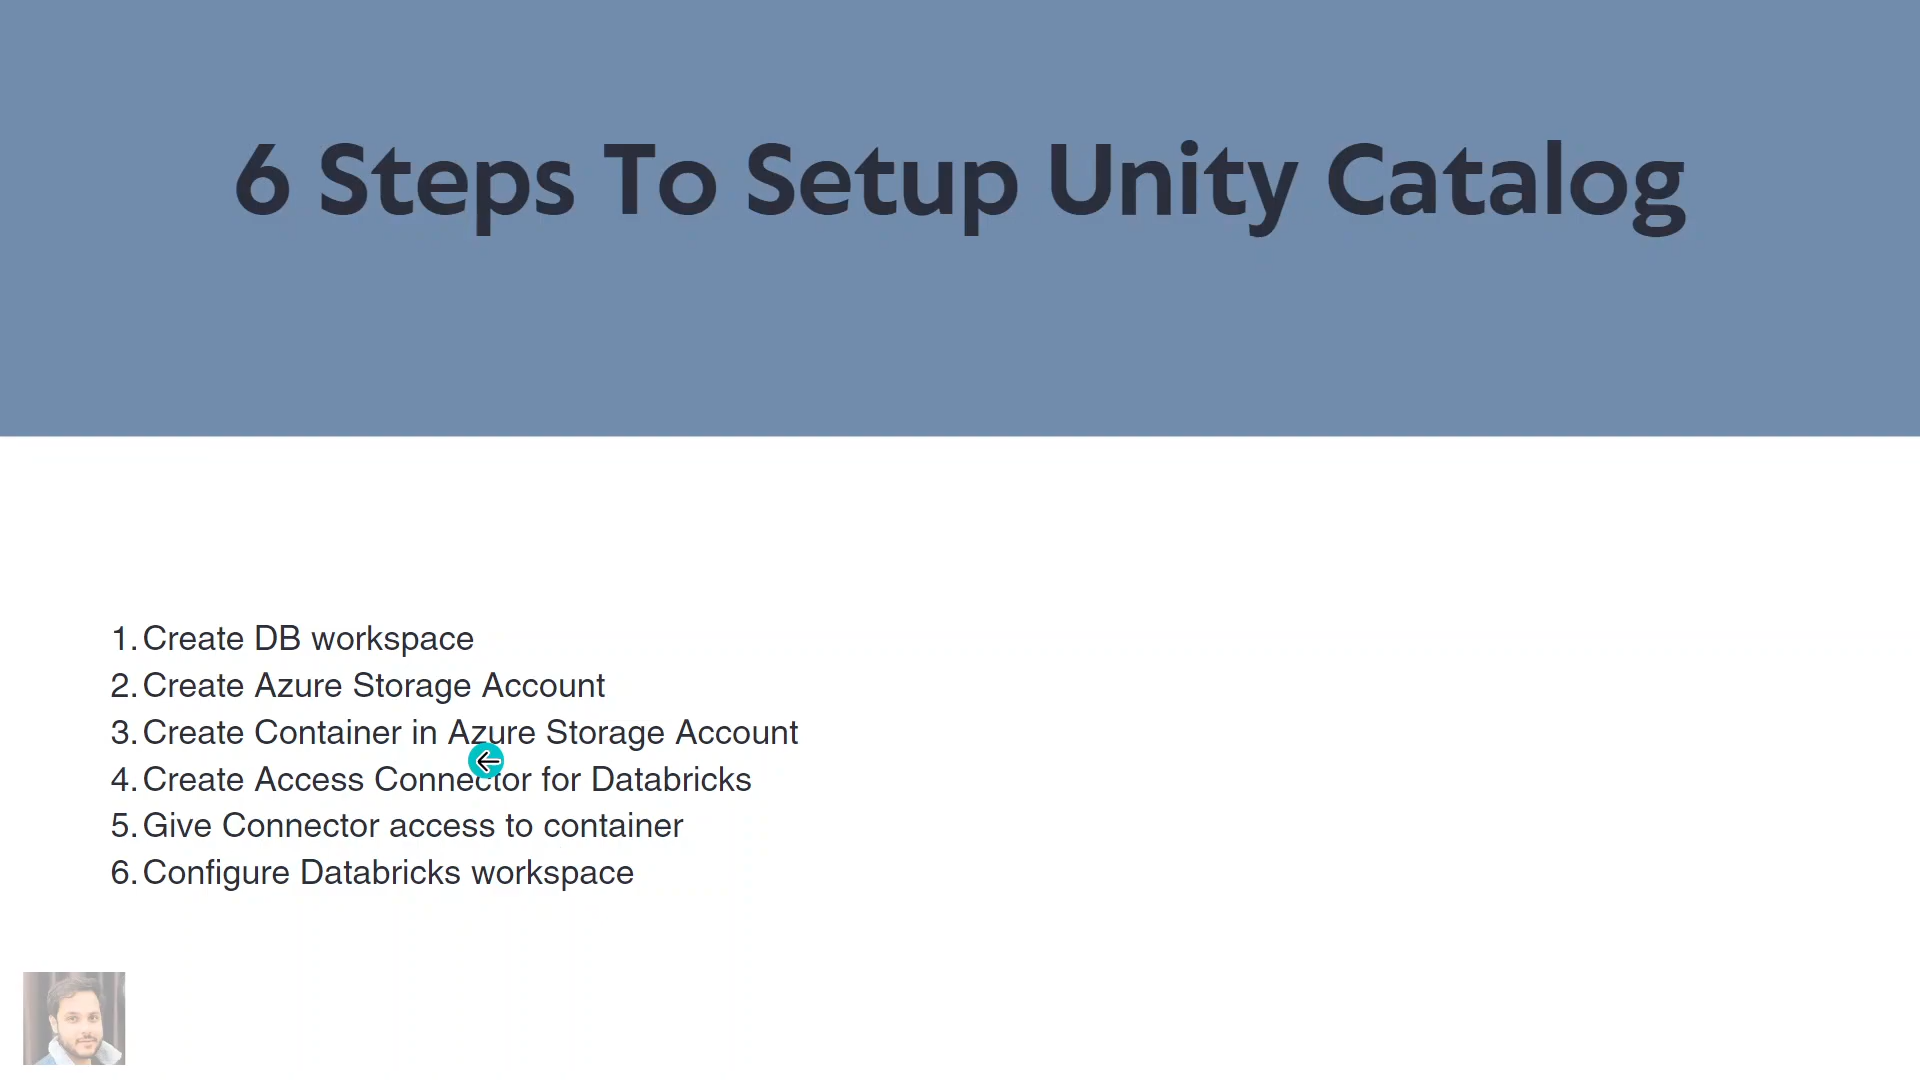 6 Steps To Setup Unity Catalog
1. Create DB workspace
2. Create Azure Storage Account
3. Create Container in Azure Storage Account
4. Create Access Connector for Databricks
5. Give Connector access to container
6. Configure Databricks workspace